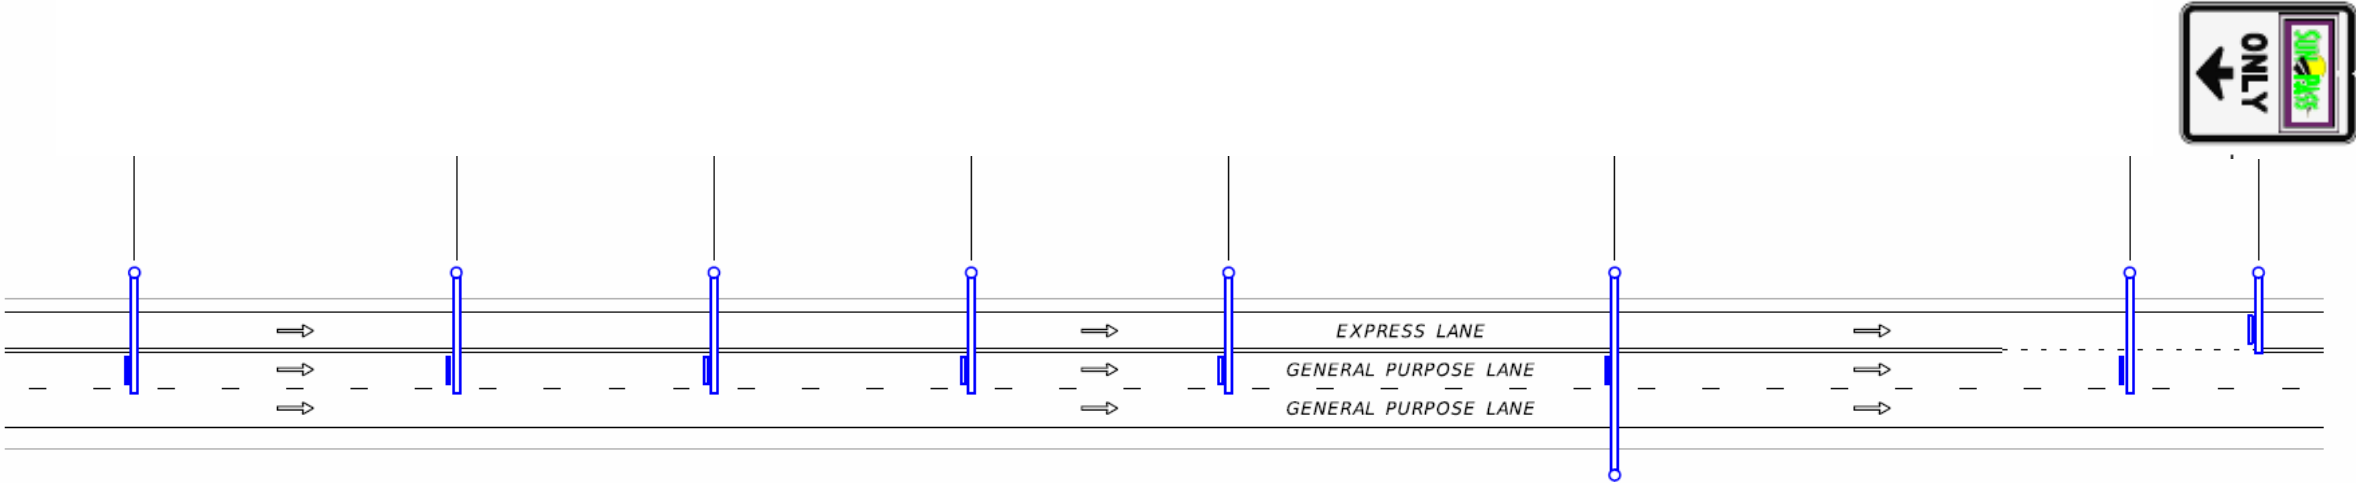 SUNPASS
ONLY
EXPRESS LANE
GENERAL PURPOSE LANE
GENERAL PURPOSE LANE